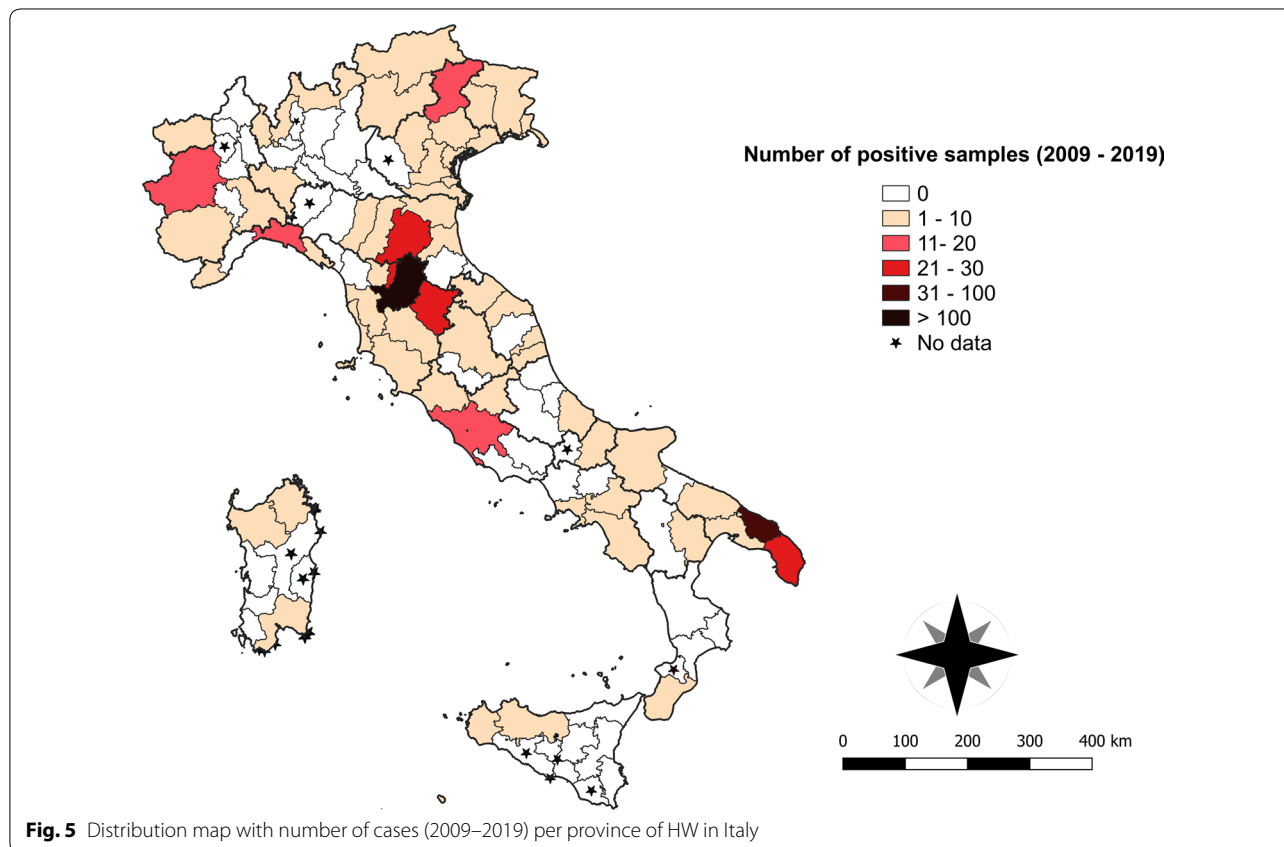 Number of positive samples (2009 - 2019)
0
1 - 10
11- 20
21 - 30
31 - 100
> 100
No data
0 100 200 300 400 km
Fig. 5 Distribution map with number of cases (2009–2019) per province of HW in Italy